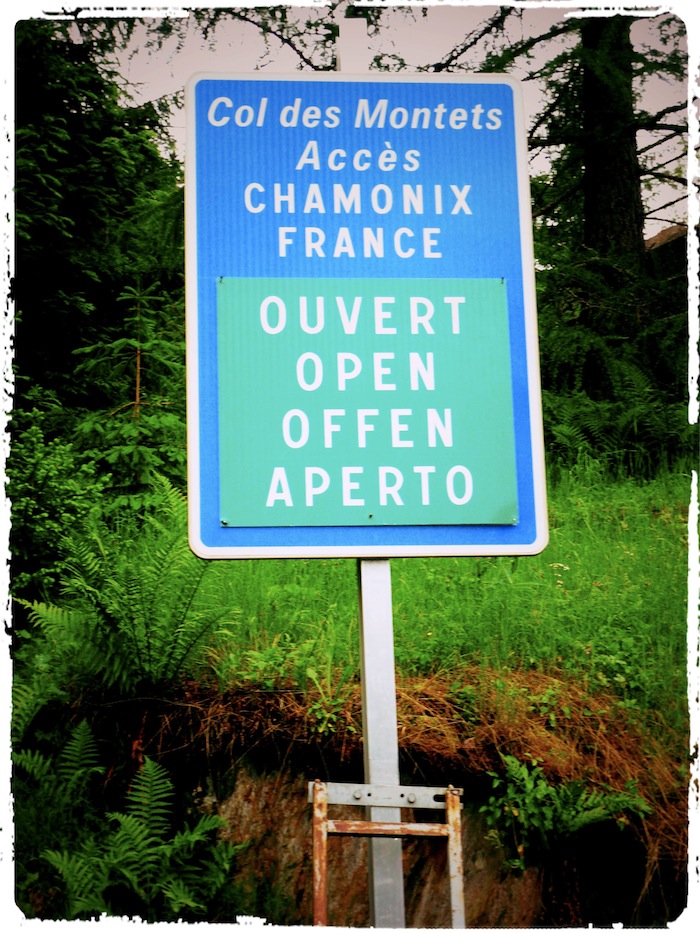 Col des Montets
Accès
CHAMONIX
FRANCE
OUVERT
OPEN
OFFEN
APERTO